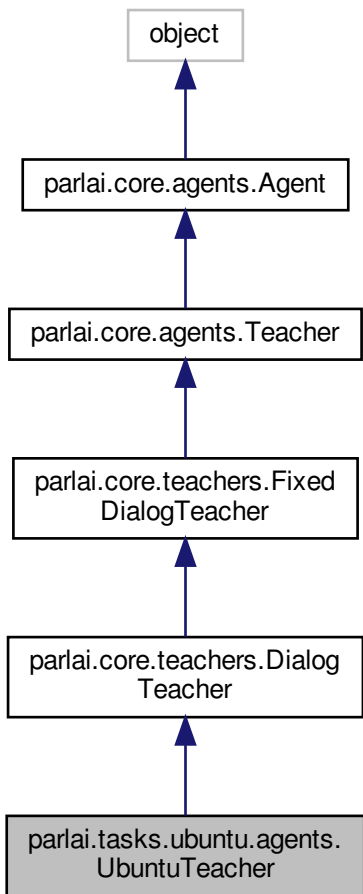 object
parlai.core.agents.Agent
parlai.core.agents.Teacher
parlai.core.teachers.Fixed
DialogTeacher
parlai.core.teachers.Dialog
Teacher
parlai.tasks.ubuntu.agents.
UbuntuTeacher